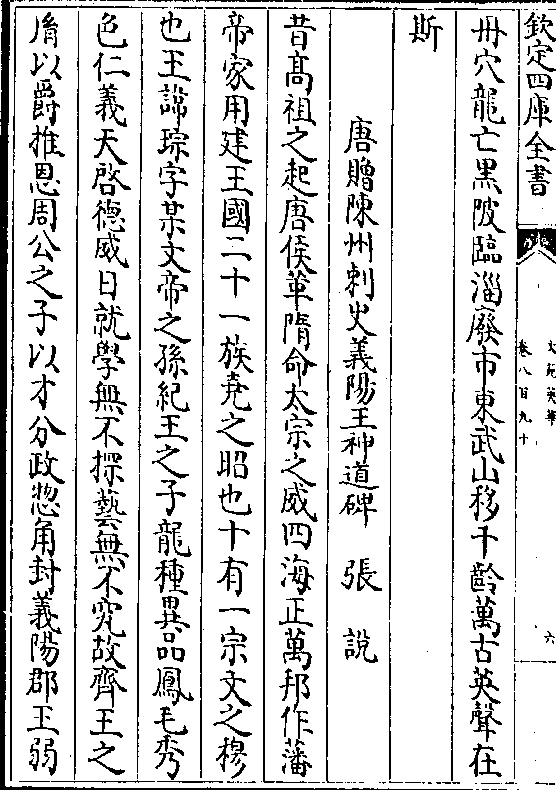 欽定四庫全書
文苑英華
卷八百九十
六
丹穴龍亡黑陂臨淄廢市東武山移千齡萬古英聲在
斯
唐贈陳州刺史義陽王神道碑 張說
昔髙祖之起唐侯革隋命太宗之威四海正萬邦作藩
帝家用建王國二十一族堯之昭也十有一宗文之穆
也王諱琮字某文帝之孫紀王之子龍種異品鳳毛秀
色仁義天啓德威日就學無不探藝無不究故齊王之
𦙍以爵推恩周公之子以才分政揔角封義陽郡王弱